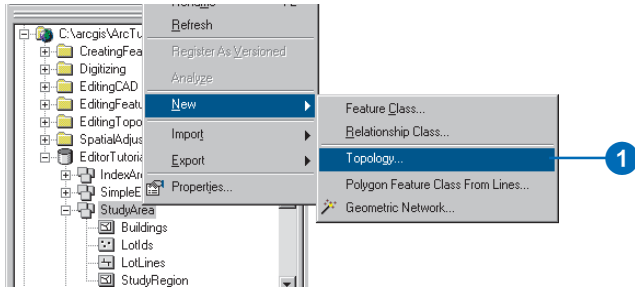 Refresh
C:\arcgis\ArcTu
CreatingFea
Register As Versioned
Digitizing
Analyze
EditingCAD
EditingFeatu
New
Feature Class...
EditingTopo
Import
Relationship Class...
SpatialAdjus
EditorTutoria
Export
Topology...
1
IndexAre
Polygon Feature Class From Lines...
SimpleE
Properties...
StudyArea
Geometric Network...
Buildings
LotIds
LotLines
StudyRegion